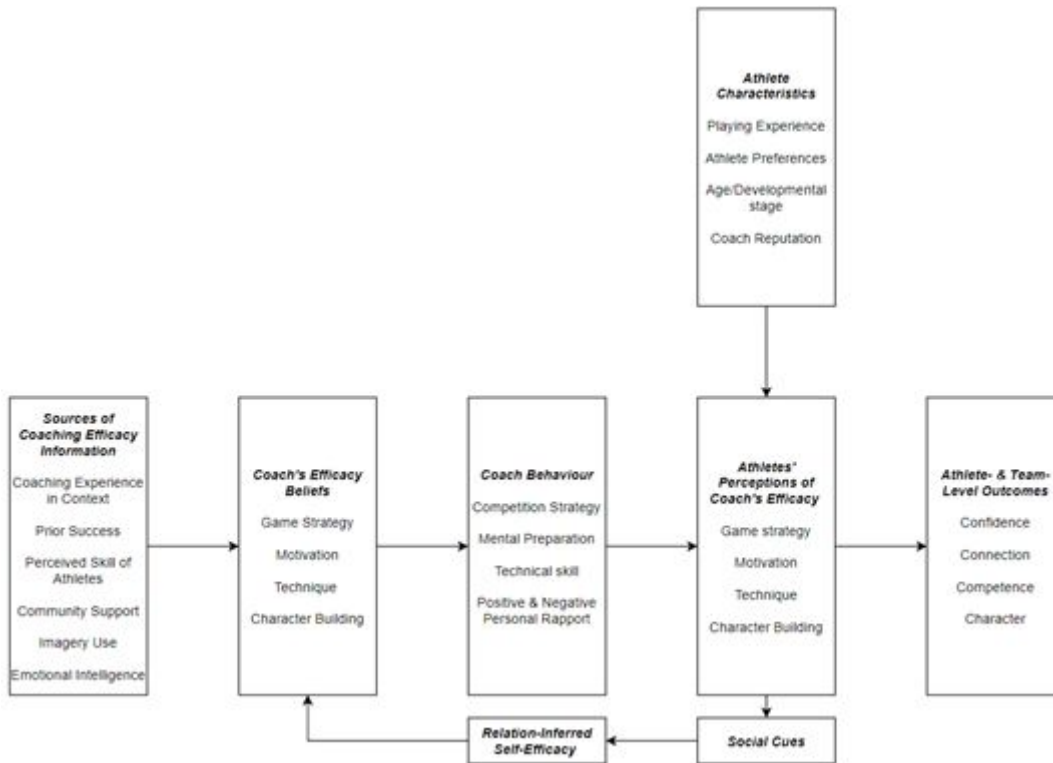 Athlete
Characteristics
Playing Experience
Athlete Preferences
Age/Developmental
stage
Coach Reputation
Sources of
Coaching Efficacy
Information
Coaching Experience
in Context
Prior Success
Perceived Skill of
Athletes
Community Support
Imagery Use
Emotional Intelligence
Coach's Efficacy
Beliefs
Game Strategy
Motivation
Technique
Character Building
Coach Behaviour
Competition Strategy
Mental Preparation
Technical skill
Positive & Negative
Personal Rapport
Athletes'
Perceptions of
Coach's Efficacy
Game strategy
Motivation
Technique
Character Building
Athlete- & Team-
Level Outcomes
Confidence
Connection
Competence
Character
Relation-Inferred
Self-Efficacy
Social Cues